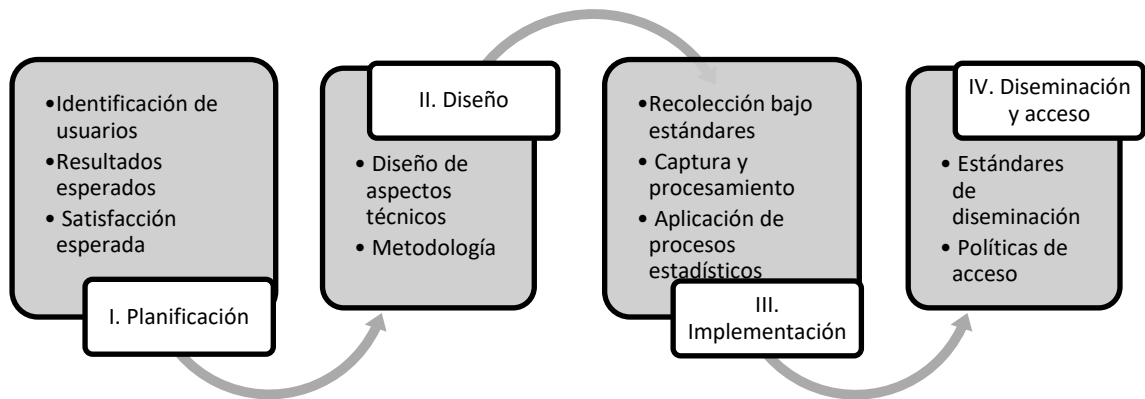 •Identificación de
usuarios
•Resultados
esperados
• Satisfacción
esperada
I. Planificación
II. Diseño
• Diseño de
aspectos
técnicos
• Metodología
•Recolección bajo
estándares
• Captura y
procesamiento
• Aplicación de
procesos
estadísticos
III.
Implementación
IV. Diseminación
y acceso
• Estándares
de
diseminación
• Políticas de
acceso